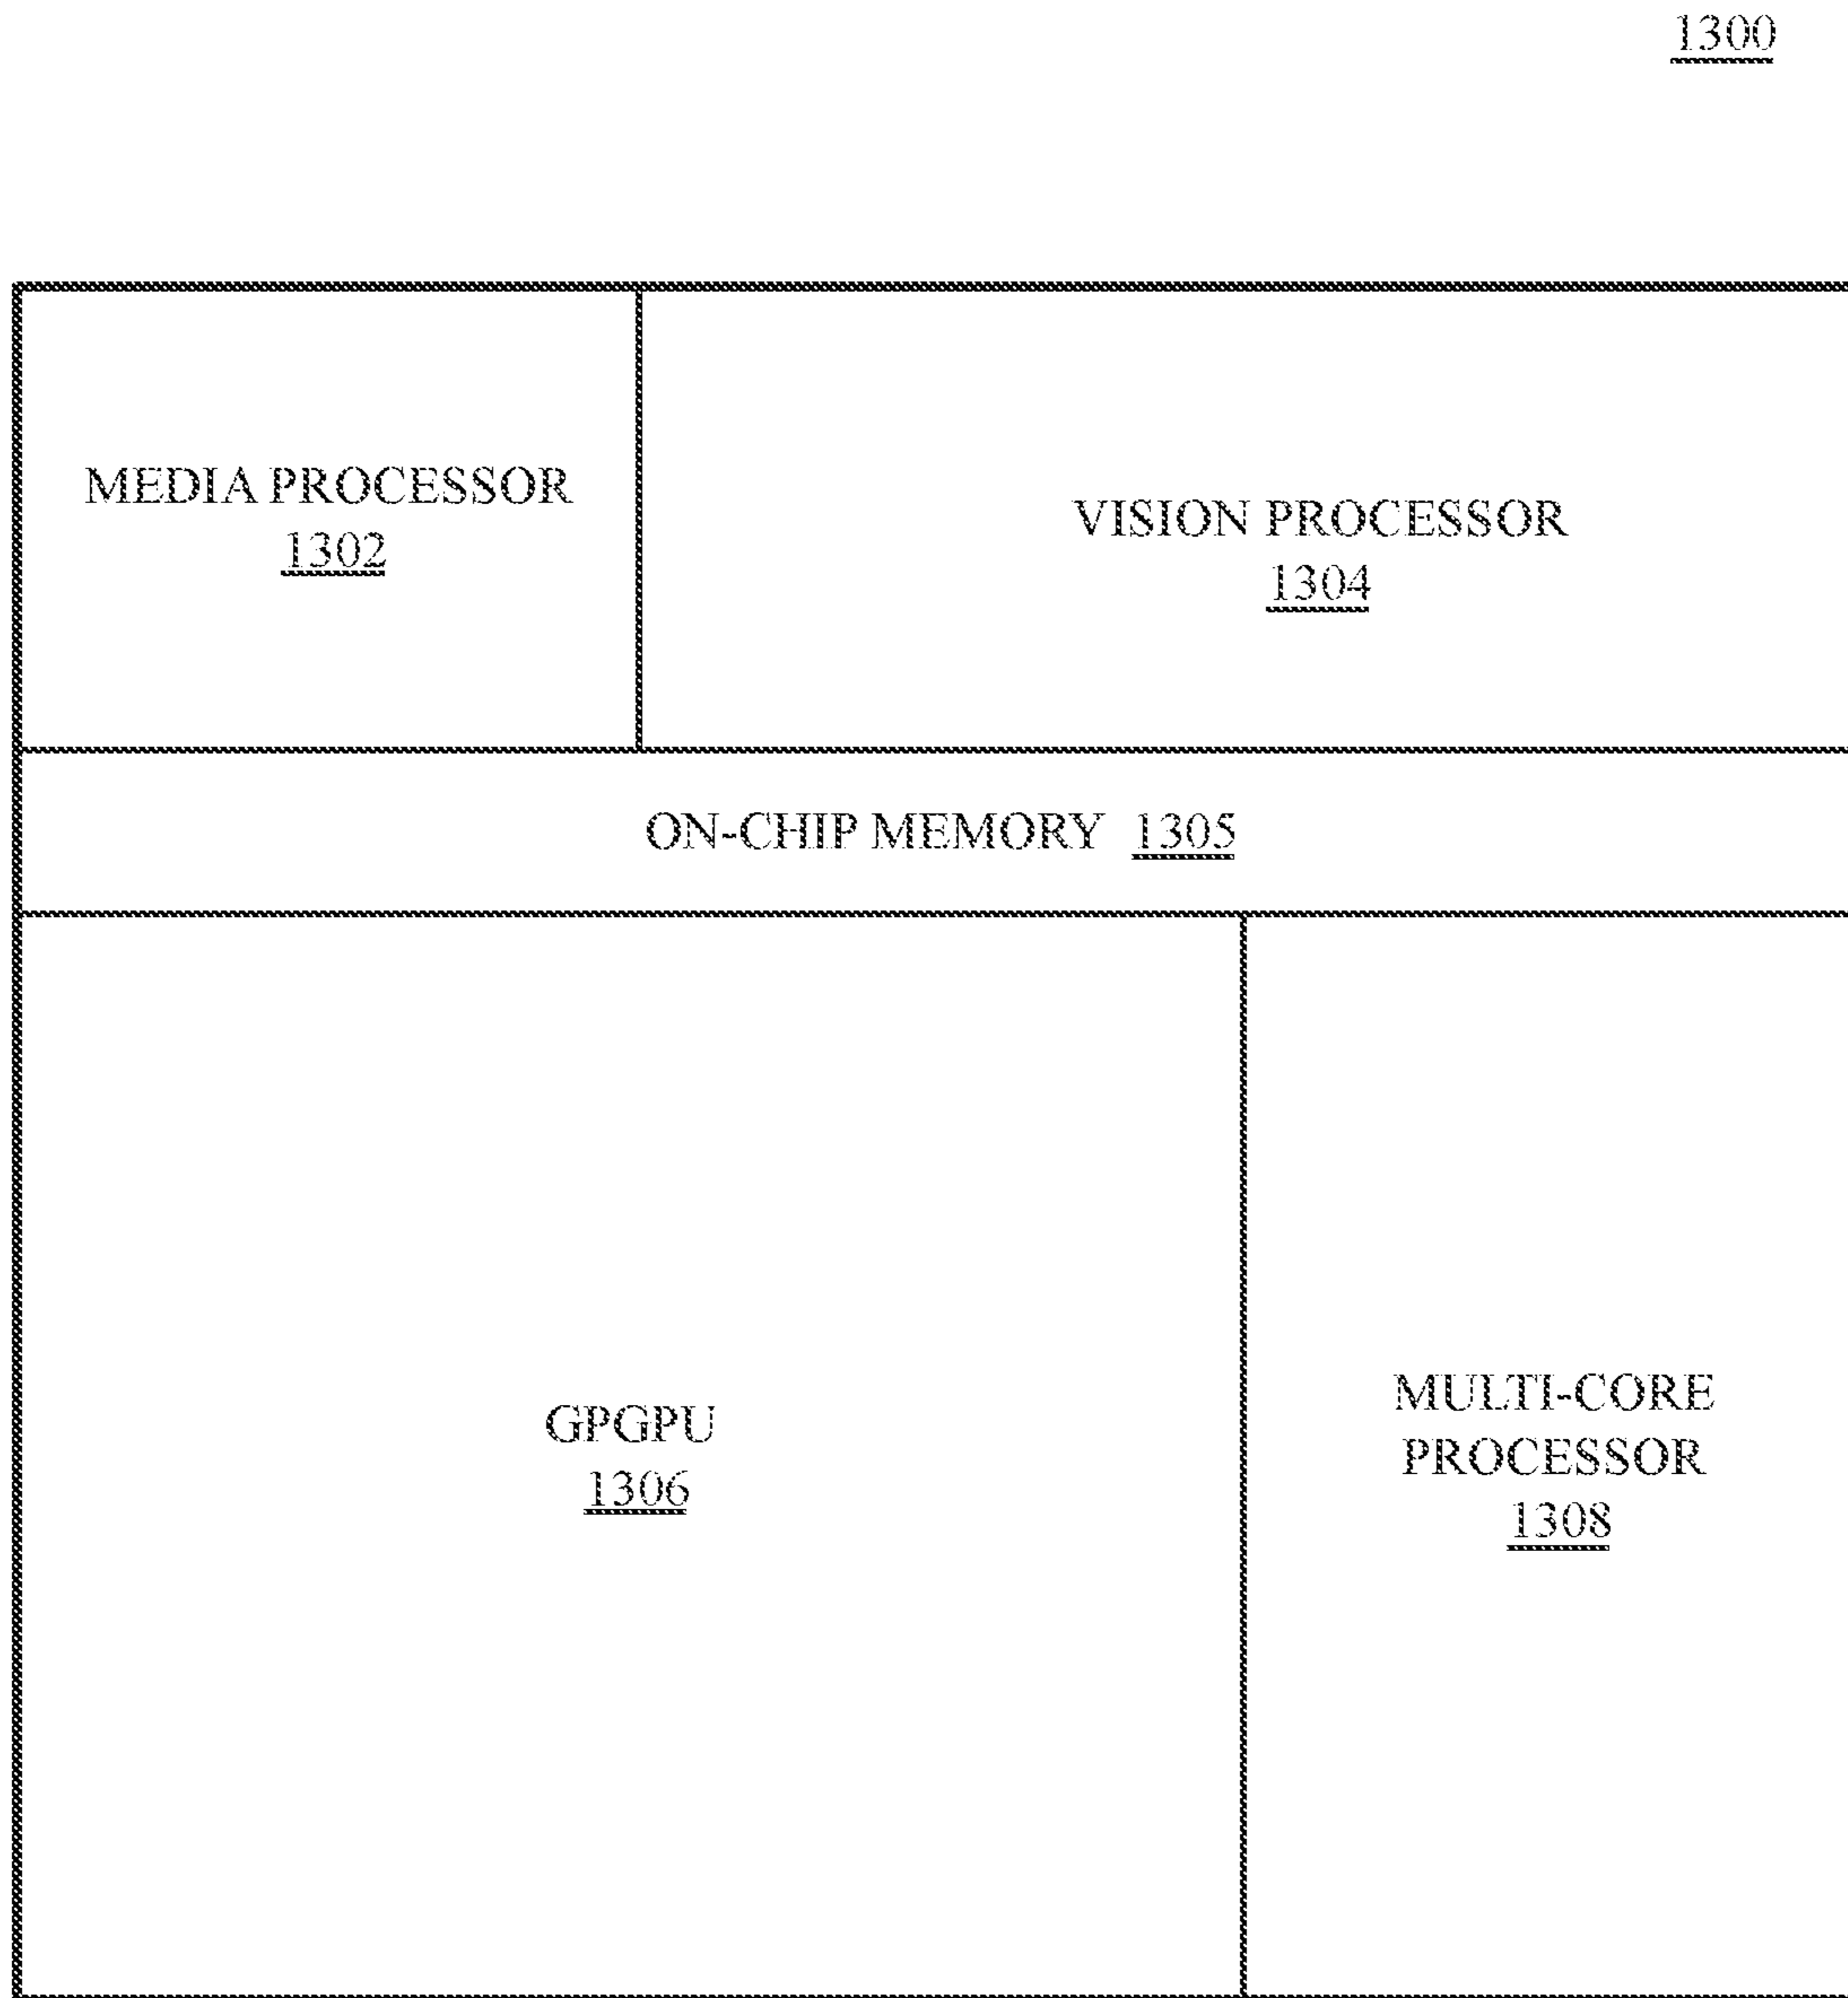 1300
MEDIA PROCESSOR
1302
VISION PROCESSOR
1304
ON-CHIP MEMORY 1305
GPGPU
1306
MULTI-CORE
PROCESSOR
1308